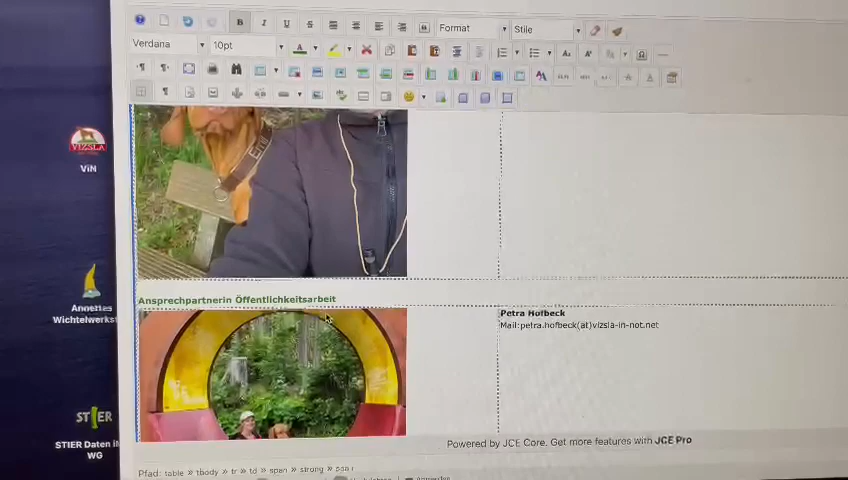 B I U S
Format Stile
Verdana 10pt
VIZSLA
ViN
Annettes
Wichtelwerkst
Ansprechpartnerin Öffentlichkeitsarbeit
Petra Hofbeck
Mail:petra.hofbeck(at)vizsla-in-not.net
STIER
STIER Daten i
WG
Powered by JCE Core. Get more features with JCE Pro
Pfad: table » tbody » tr » td » span » strong » span